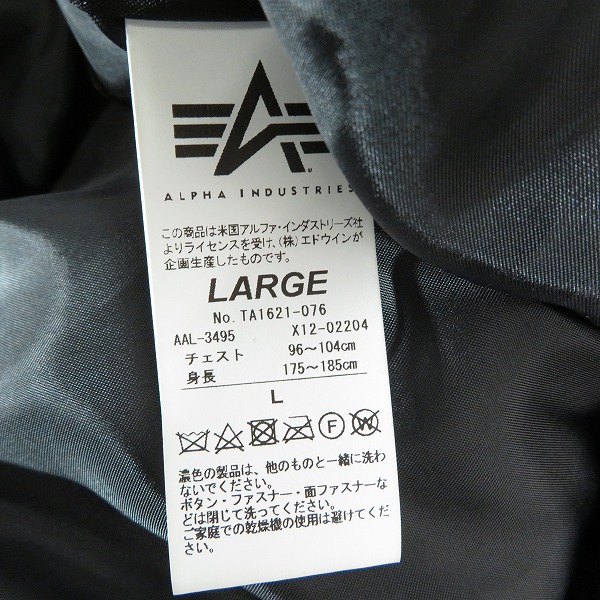 ALPHA INDUSTRIES
この商品は米国アルファ・インダストリーズ社
よりライセンスを受け、(株)エドウインが
企画生産したものです。
LARGE
No. TA1621-076
AAL-3495 X12-02204
チェスト 96～104cm
身長 175～185cm
L
F W
濃色の製品は、他のものと一緒に洗わ
ないでください。
ボタン・ファスナー・面ファスナーな
どは閉じて洗ってください。
ご家庭での乾燥機の使用は避けてくだ
さい。